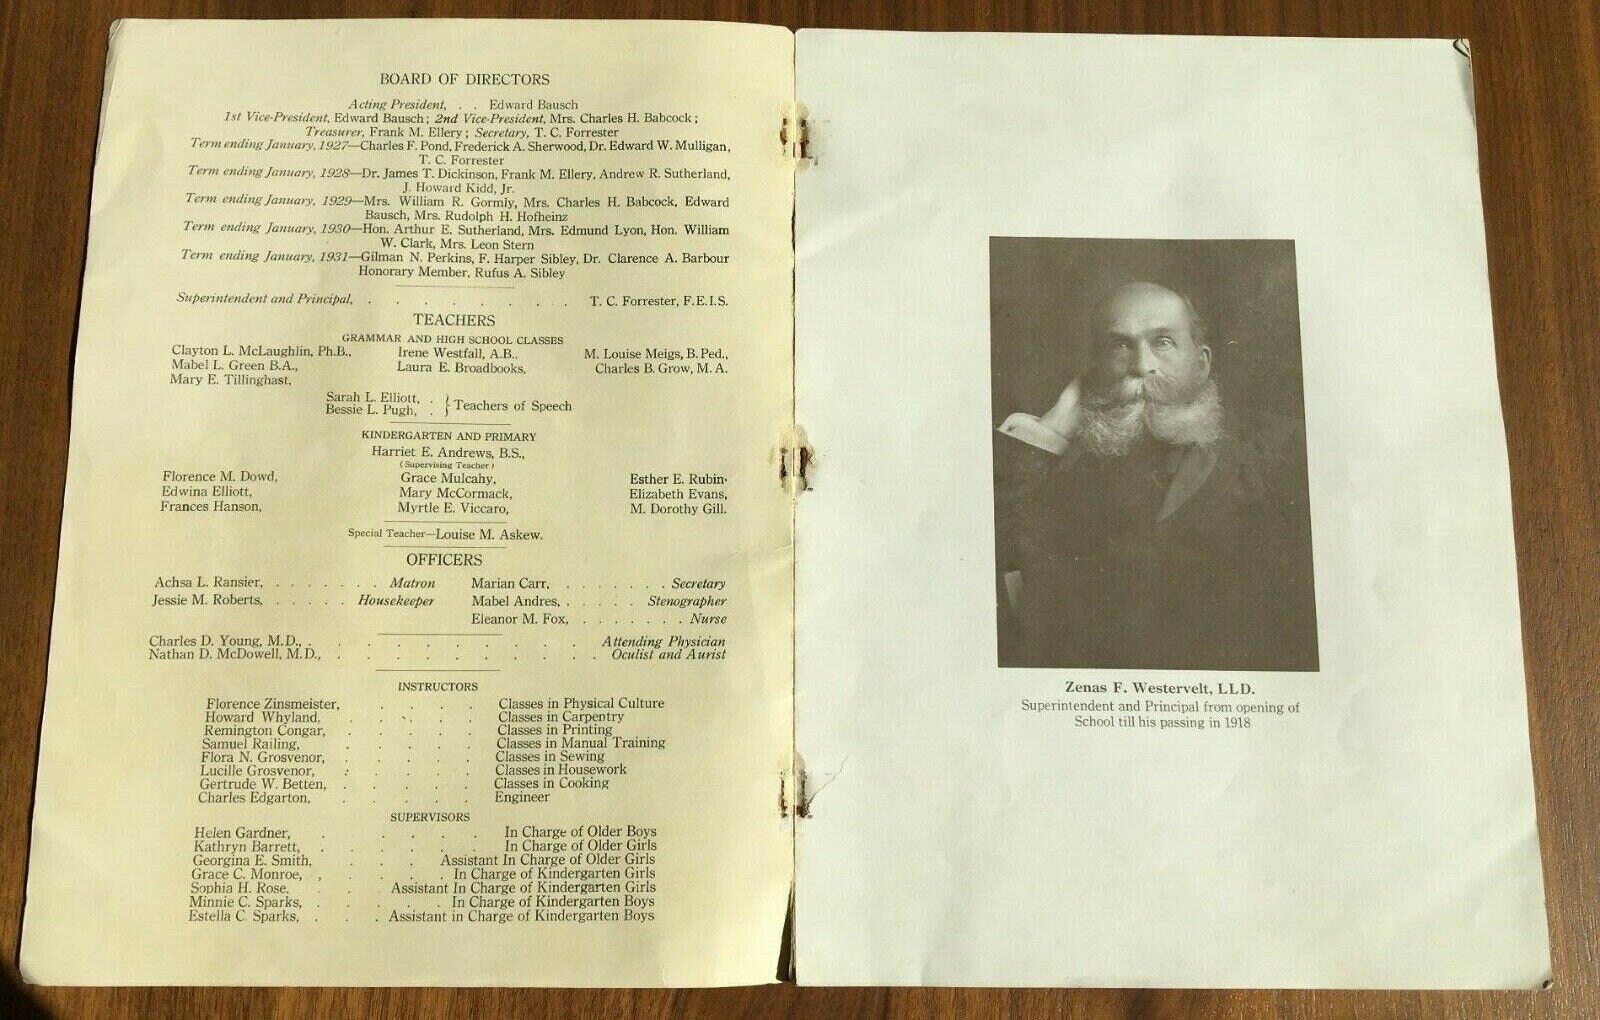 BOARD OF DIRECTORS
Acting President, . . Edward Bausch
1st Vice-President, Edward Bausch; 2nd Vice-President, Mrs. Charles H. Babcock;
Treasurer, Frank M. Ellery; Secretary, T. C. Forrester
Term ending January, 1927—Charles F. Pond, Frederick A. Sherwood, Dr. Edward W. Mulligan,
T. C. Forrester
Term ending January, 1928—Dr. James T. Dickinson, Frank M. Ellery, Andrew R. Sutherland,
J. Howard Kidd, Jr.
Term ending January, 1929—Mrs. William R. Gormly, Mrs. Charles H. Babcock, Edward
Bausch, Mrs. Rudolph H. Hofheinz
Term ending January, 1930—Hon. Arthur E. Sutherland, Mrs. Edmund Lyon, Hon. William
W. Clark, Mrs. Leon Stern
Term ending January, 1931—Gilman N. Perkins, F. Harper Sibley, Dr. Clarence A. Barbour
Honorary Member, Rufus A. Sibley
Superintendent and Principal, . . . . . . . . T. C. Forrester, F.E.I.S.
TEACHERS
GRAMMAR AND HIGH SCHOOL CLASSES
Clayton L. McLaughlin, Ph.B., Irene Westfall, A.B., M. Louise Meigs, B. Ped.,
Mabel L. Green B.A., Laura E. Broadbooks, Charles B. Grow, M. A.
Mary E. Tillinghast,
Sarah L. Elliott, .
Bessie L. Pugh, . } Teachers of Speech
KINDERGARTEN AND PRIMARY
Harriet E. Andrews, B.S.,
(Supervising Teacher)
Florence M. Dowd, Grace Mulcahy, Esther E. Rubin.
Edwina Elliott, Mary McCormack, Elizabeth Evans,
Frances Hanson, Myrtle E. Viccaro, M. Dorothy Gill.
Special Teacher—Louise M. Askew.
OFFICERS
Achsa L. Ransier, . . . . . . . Matron Marian Carr, . . . . . . . Secretary
Jessie M. Roberts, . . . . . Housekeeper Mabel Andres, . . . . . Stenographer
Eleanor M. Fox, . . . . . . . Nurse
Charles D. Young, M.D., . . . . . . . . . . Attending Physician
Nathan D. McDowell, M.D., . . . . . . . . . . Oculist and Aurist
INSTRUCTORS
Florence Zinsmeister, . . . . Classes in Physical Culture
Howard Whyland, . . . . . Classes in Carpentry
Remington Congar, . . . . . Classes in Printing
Samuel Railing, . . . . . Classes in Manual Training
Flora N. Grosvenor, . . . . . Classes in Sewing
Lucille Grosvenor, . . . . . Classes in Housework
Gertrude W. Betten, . . . . . Classes in Cooking
Charles Edgarton, . . . . . Engineer
SUPERVISORS
Helen Gardner, . . . . . . In Charge of Older Boys
Kathryn Barrett, . . . . . . In Charge of Older Girls
Georgina E. Smith, . . . Assistant In Charge of Older Girls
Grace C. Monroe, . . . . . In Charge of Kindergarten Girls
Sophia H. Rose, . . . Assistant In Charge of Kindergarten Girls
Minnie C. Sparks, . . . . . In Charge of Kindergarten Boys
Estella C. Sparks, . . . Assistant in Charge of Kindergarten Boys
Zenas F. Westervelt, LLD.
Superintendent and Principal from opening of
School till his passing in 1918